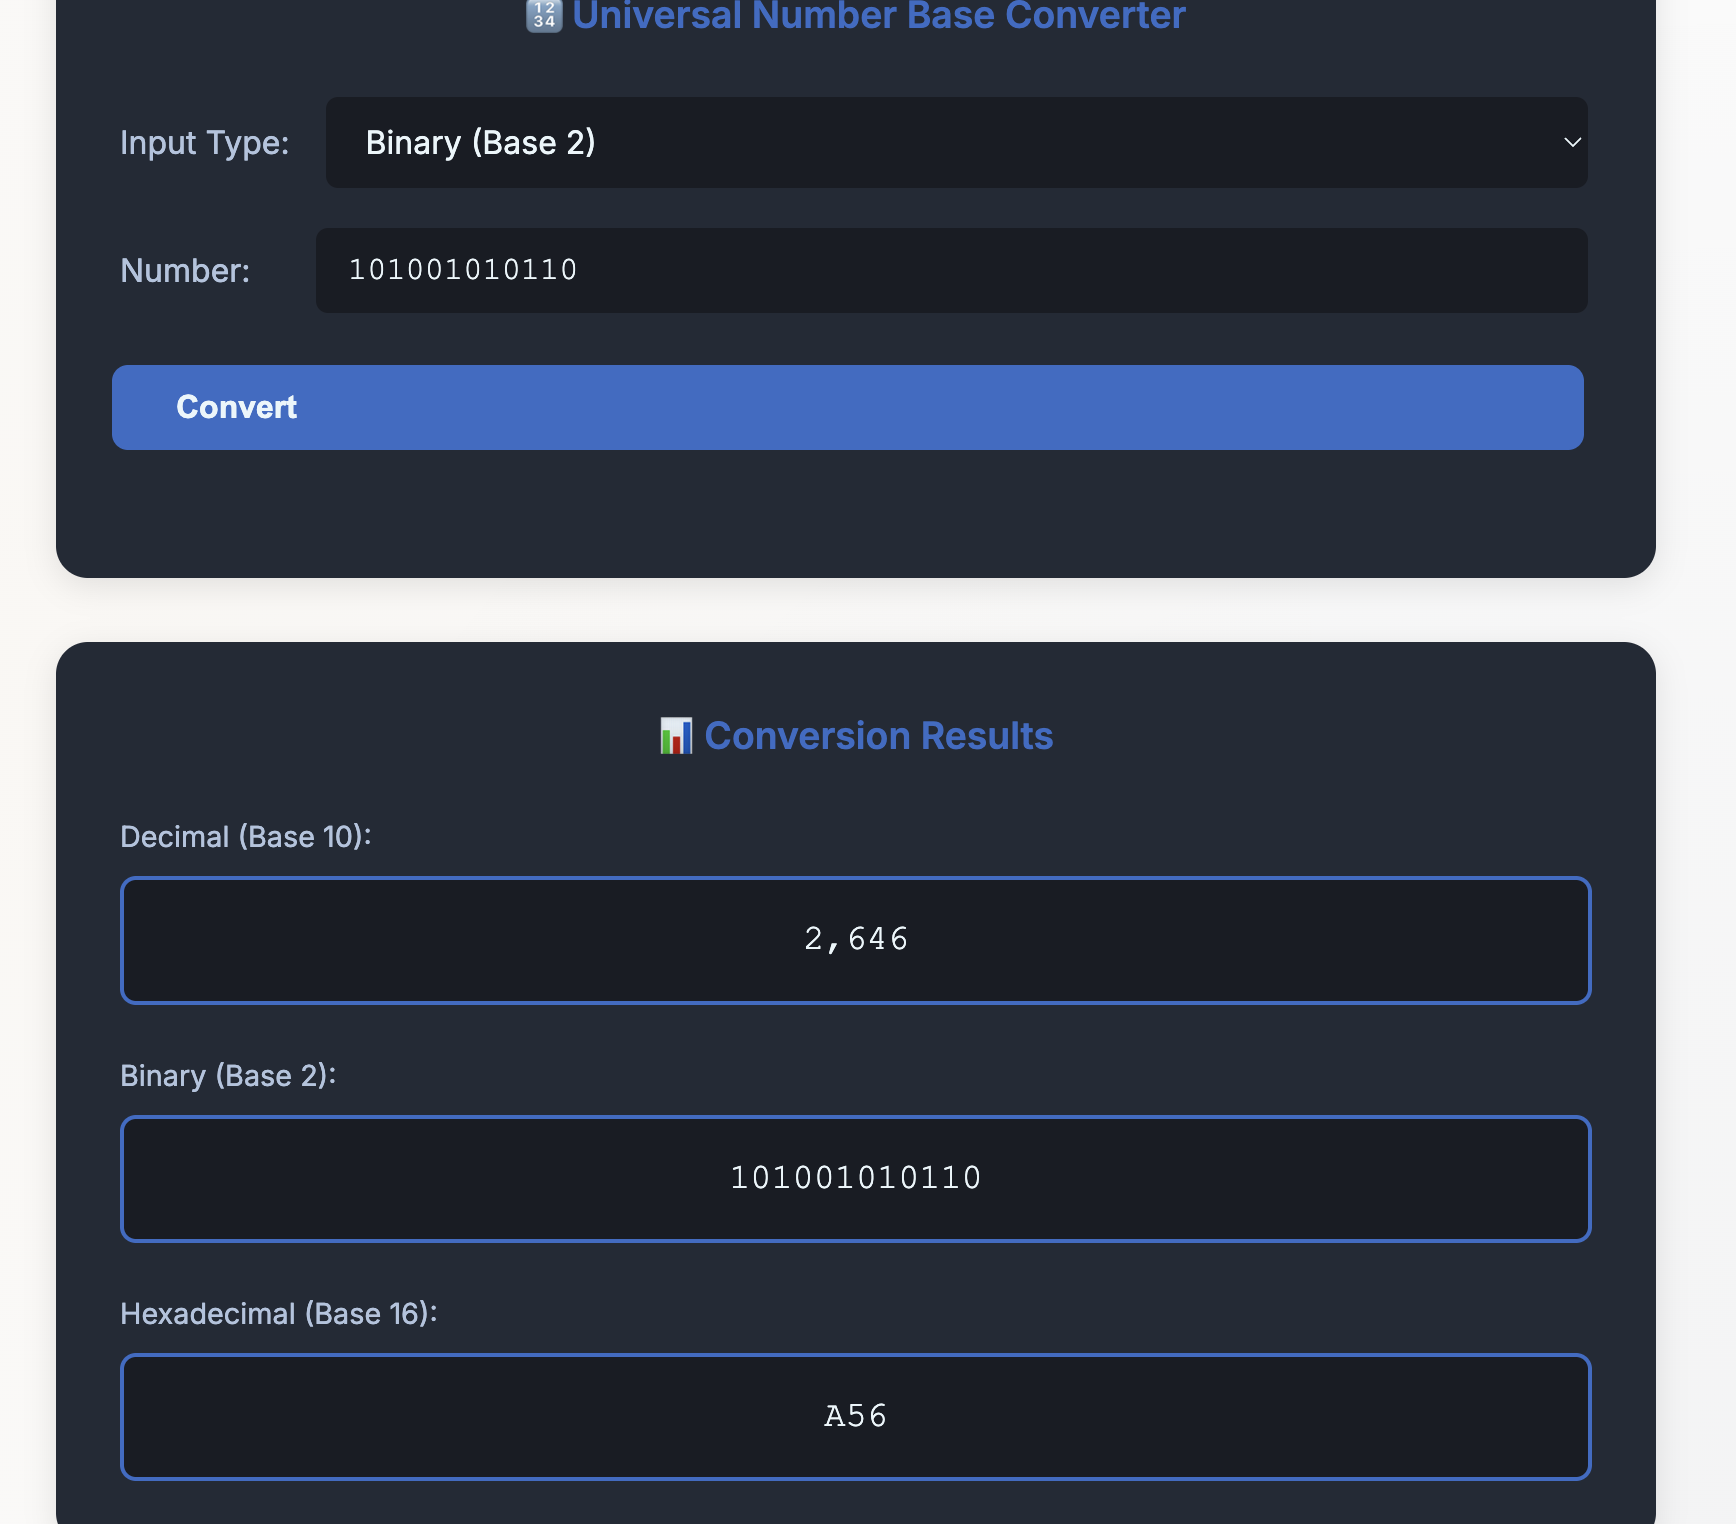 🔢 Universal Number Base Converter
Input Type: Binary (Base 2)
Number: 101001010110
Convert
📊 Conversion Results
Decimal (Base 10):
2,646
Binary (Base 2):
101001010110
Hexadecimal (Base 16):
A56